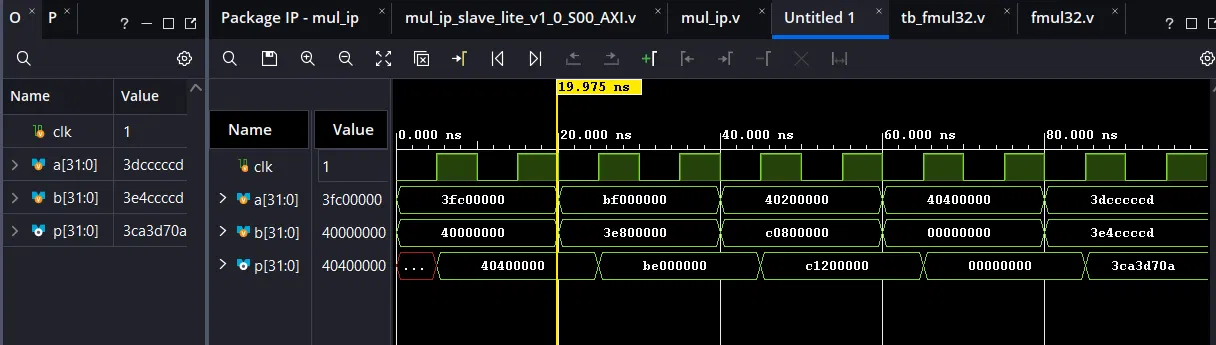 O × P ×
? – □
Name Value
clk 1
a[31:0] 3dcccccd
b[31:0] 3e4ccccd
p[31:0] 3ca3d70a
Package IP - mul_ip × mul_ip_slave_lite_v1_0_S00_AXI.v × mul_ip.v × Untitled 1 × tb_fmul32.v × fmul32.v × ? – □
19.975 ns
Name Value
0.000 ns 20.000 ns 40.000 ns 60.000 ns 80.000 ns
clk 1
a[31:0] 3fc00000 3fc00000 bf000000 40200000 40400000 3dcccccd
b[31:0] 40000000 40000000 3e800000 c0800000 00000000 3e4ccccd
p[31:0] 40400000 ... 40400000 be000000 c1200000 00000000 3ca3d70a